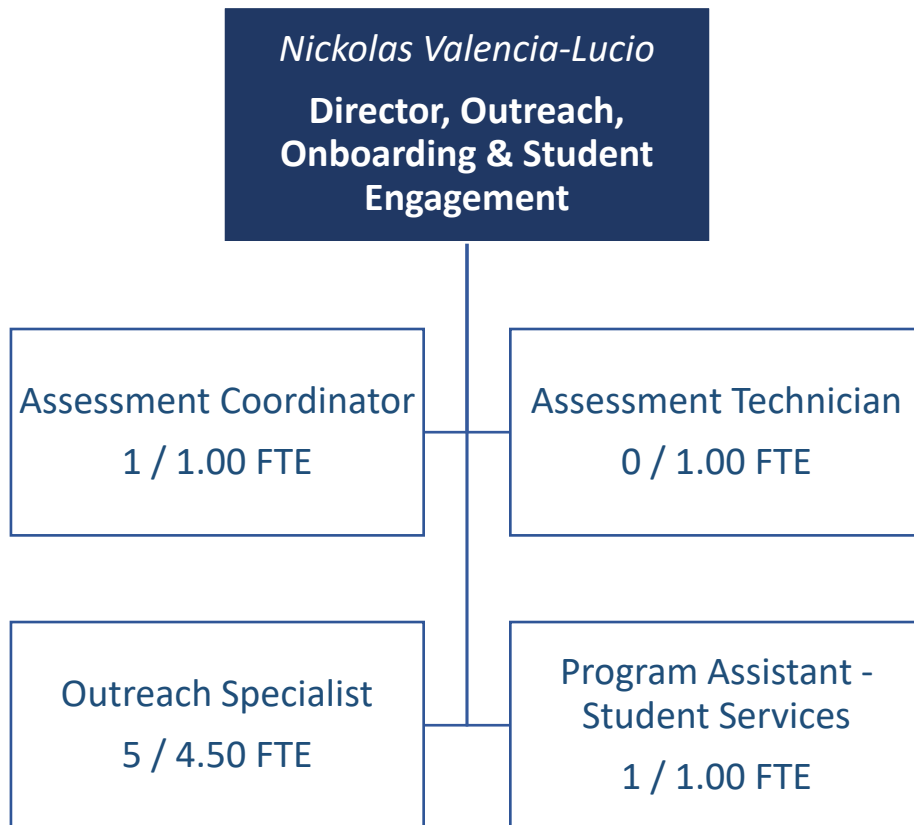 Nickolas Valencia-Lucio
Director, Outreach,
Onboarding & Student
Engagement
Assessment Coordinator
1 / 1.00 FTE
Assessment Technician
0 / 1.00 FTE
Outreach Specialist
5 / 4.50 FTE
Program Assistant -
Student Services
1 / 1.00 FTE